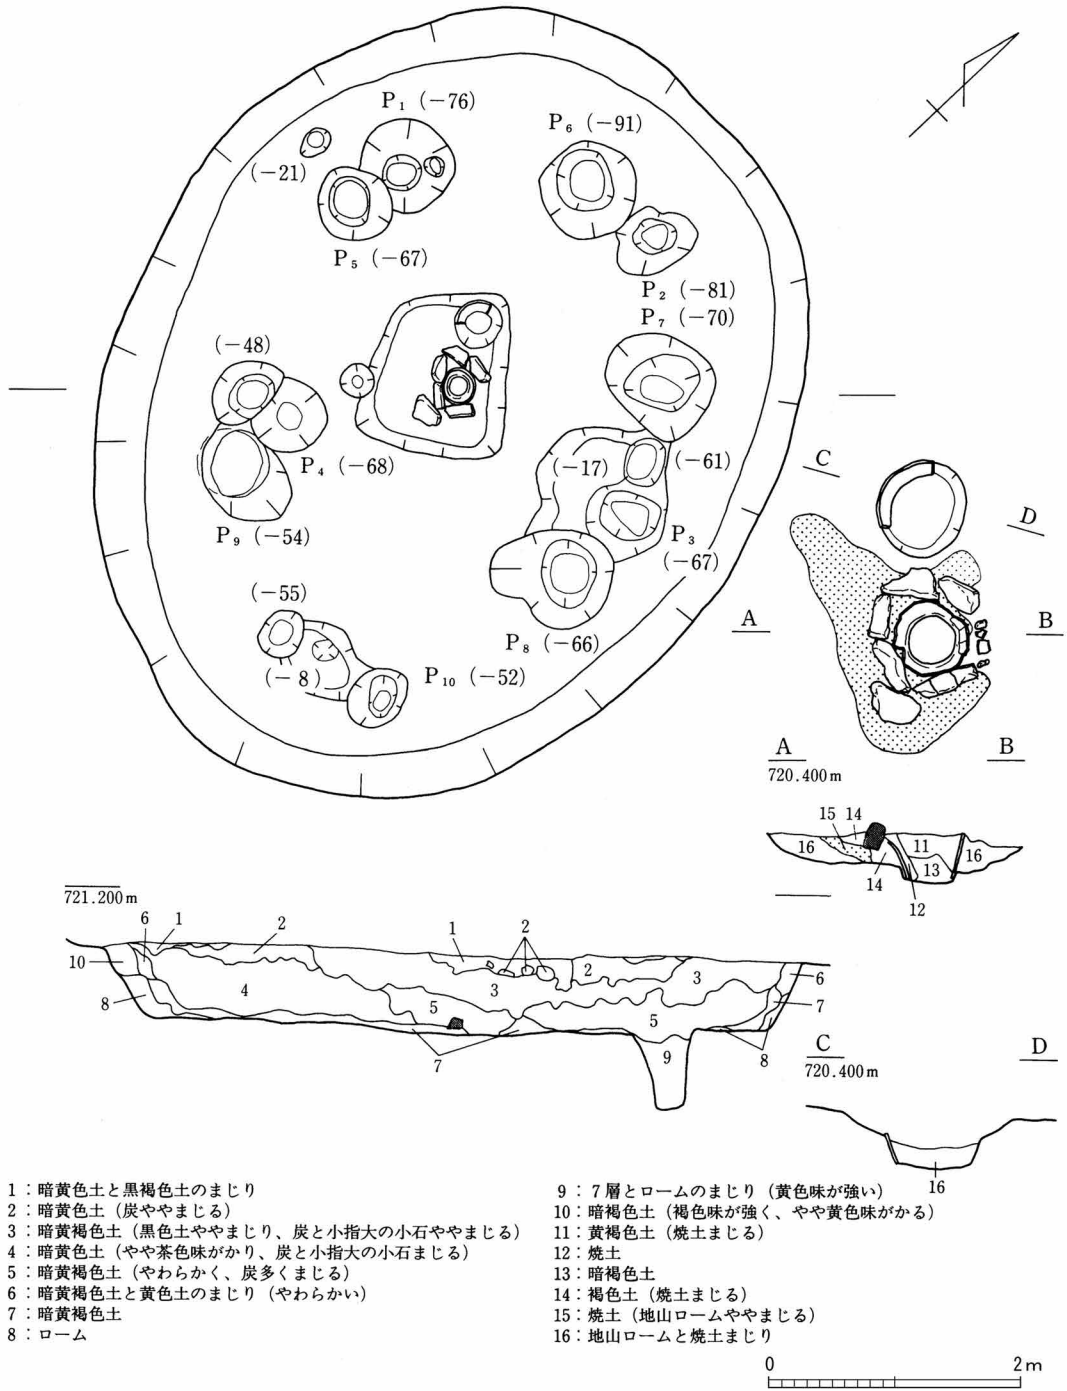 P₁ (−76)
P₆ (−91)
(−21)
P₅ (−67)
P₂ (−81)
P₇ (−70)
(−48)
P₄ (−68)
(−17)
(−61)
P₉ (−54)
P₃
(−67)
(−55)
P₈ (−66)
(−8)
P₁₀ (−52)
C
D
A
B
A
B
720.400m
15 14
16
11
16
13
14
12
721.200m
6 1 2 1 2
10 4 3 2 3 6
8 5 5 7
7 9 8
C
D
720.400m
16
1：暗黄色土と黒褐色土のまじり
2：暗黄色土（炭ややまじる）
3：暗黄褐色土（黒色土ややまじり、炭と小指大の小石ややまじる）
4：暗黄色土（やや茶色味がかり、炭と小指大の小石まじる）
5：暗黄褐色土（やわらかく、炭多くまじる）
6：暗黄褐色土と黄色土のまじり（やわらかい）
7：暗黄褐色土
8：ローム
9：７層とロームのまじり（黄色味が強い）
10：暗褐色土（褐色味が強く、やや黄色味がかる）
11：黄褐色土（焼土まじる）
12：焼土
13：暗褐色土
14：褐色土（焼土まじる）
15：焼土（地山ロームややまじる）
16：地山ロームと焼土まじり
0 2m